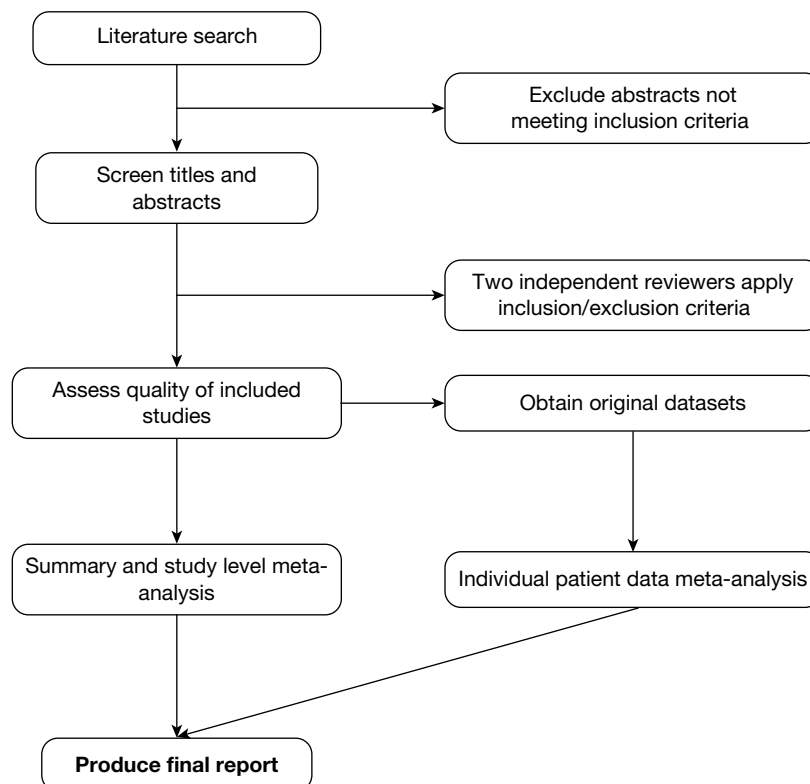 Literature search
Exclude abstracts not
meeting inclusion criteria
Screen titles and
abstracts
Two independent reviewers apply
inclusion/exclusion criteria
Assess quality of included
studies
Obtain original datasets
Summary and study level meta-
analysis
Individual patient data meta-analysis
Produce final report